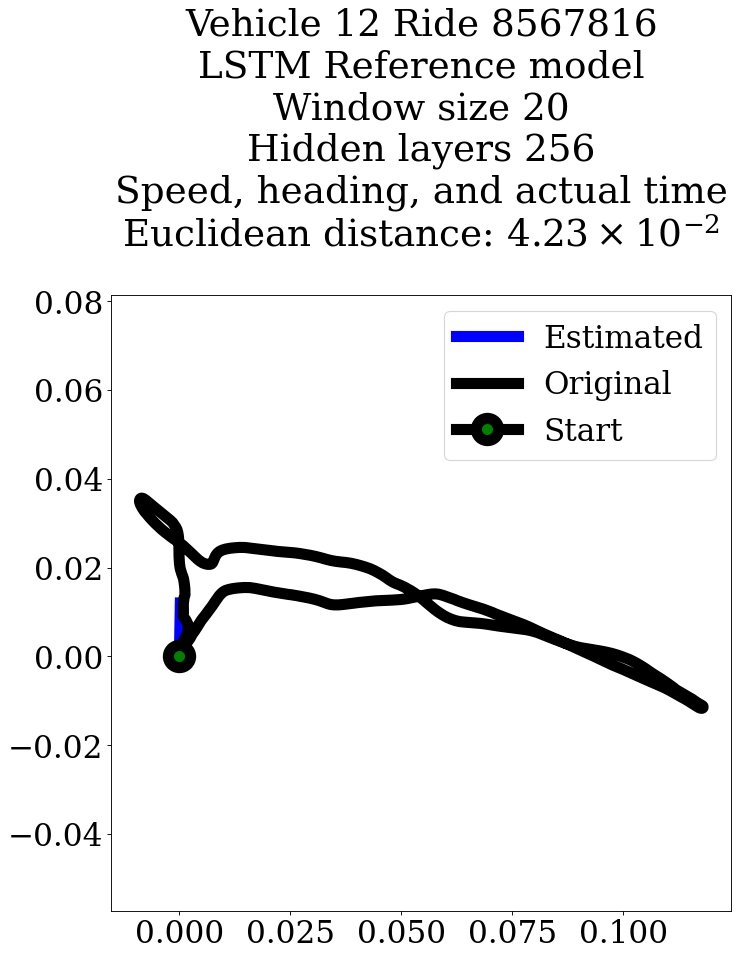 Vehicle 12 Ride 8567816
LSTM Reference model
Window size 20
Hidden layers 256
Speed, heading, and actual time
Euclidean distance: 4.23 × 10⁻²
0.08
0.06
0.04
0.02
0.00
−0.02
−0.04
Estimated
Original
Start
0.000 0.025 0.050 0.075 0.100